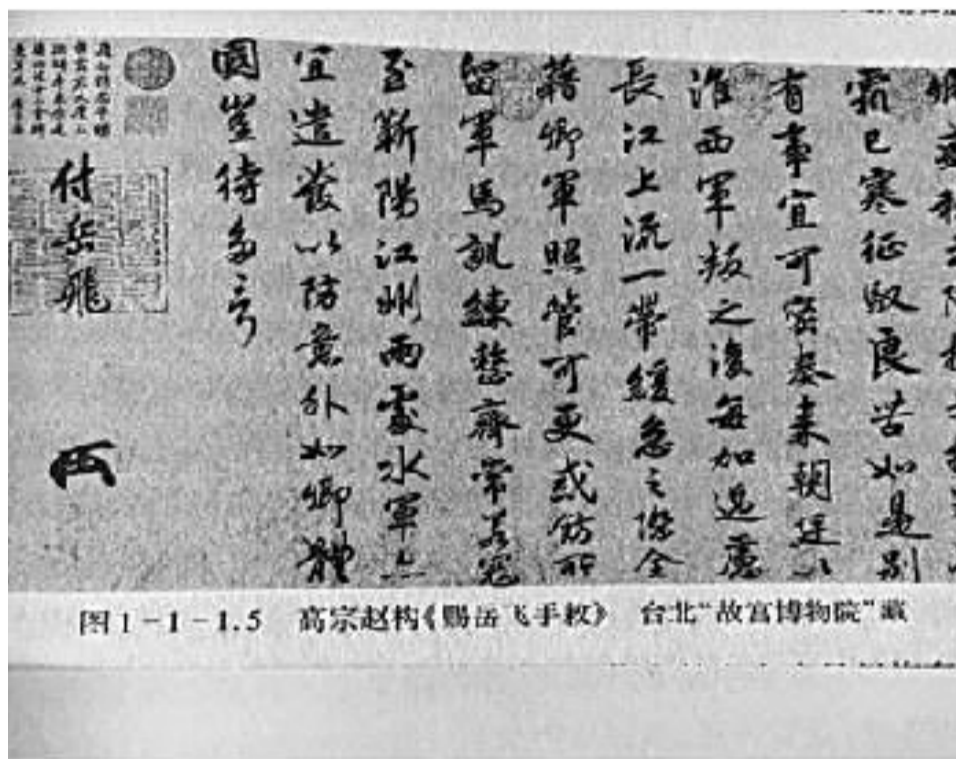 霜已寒征馭良苦如是別
有事宜可密奏来朝廷以
淮西軍叛之後每加過慮
長江上流一帶緩急之際全
藉卿軍照管可更戒飭所
留軍馬訓練整齊常若寇
至蘄陽江州兩處水軍亦
宜遣發以防意外如卿體
國豈待多言
付岳飛
图1-1-1.5 高宗赵构《赐岳飞手敕》 台北“故宫博物院”藏